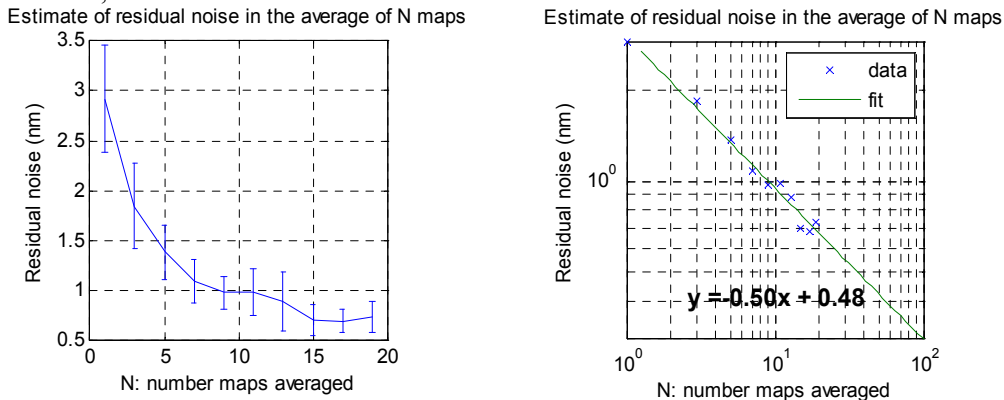 Estimate of residual noise in the average of N maps
3.5
3
2.5
2
1.5
1
0.5
0
5
10
15
20
Residual noise (nm)
N: number maps averaged
Estimate of residual noise in the average of N maps
data
fit
10^0
Residual noise (nm)
y =-0.50x + 0.48
10^0
10^1
10^2
N: number maps averaged